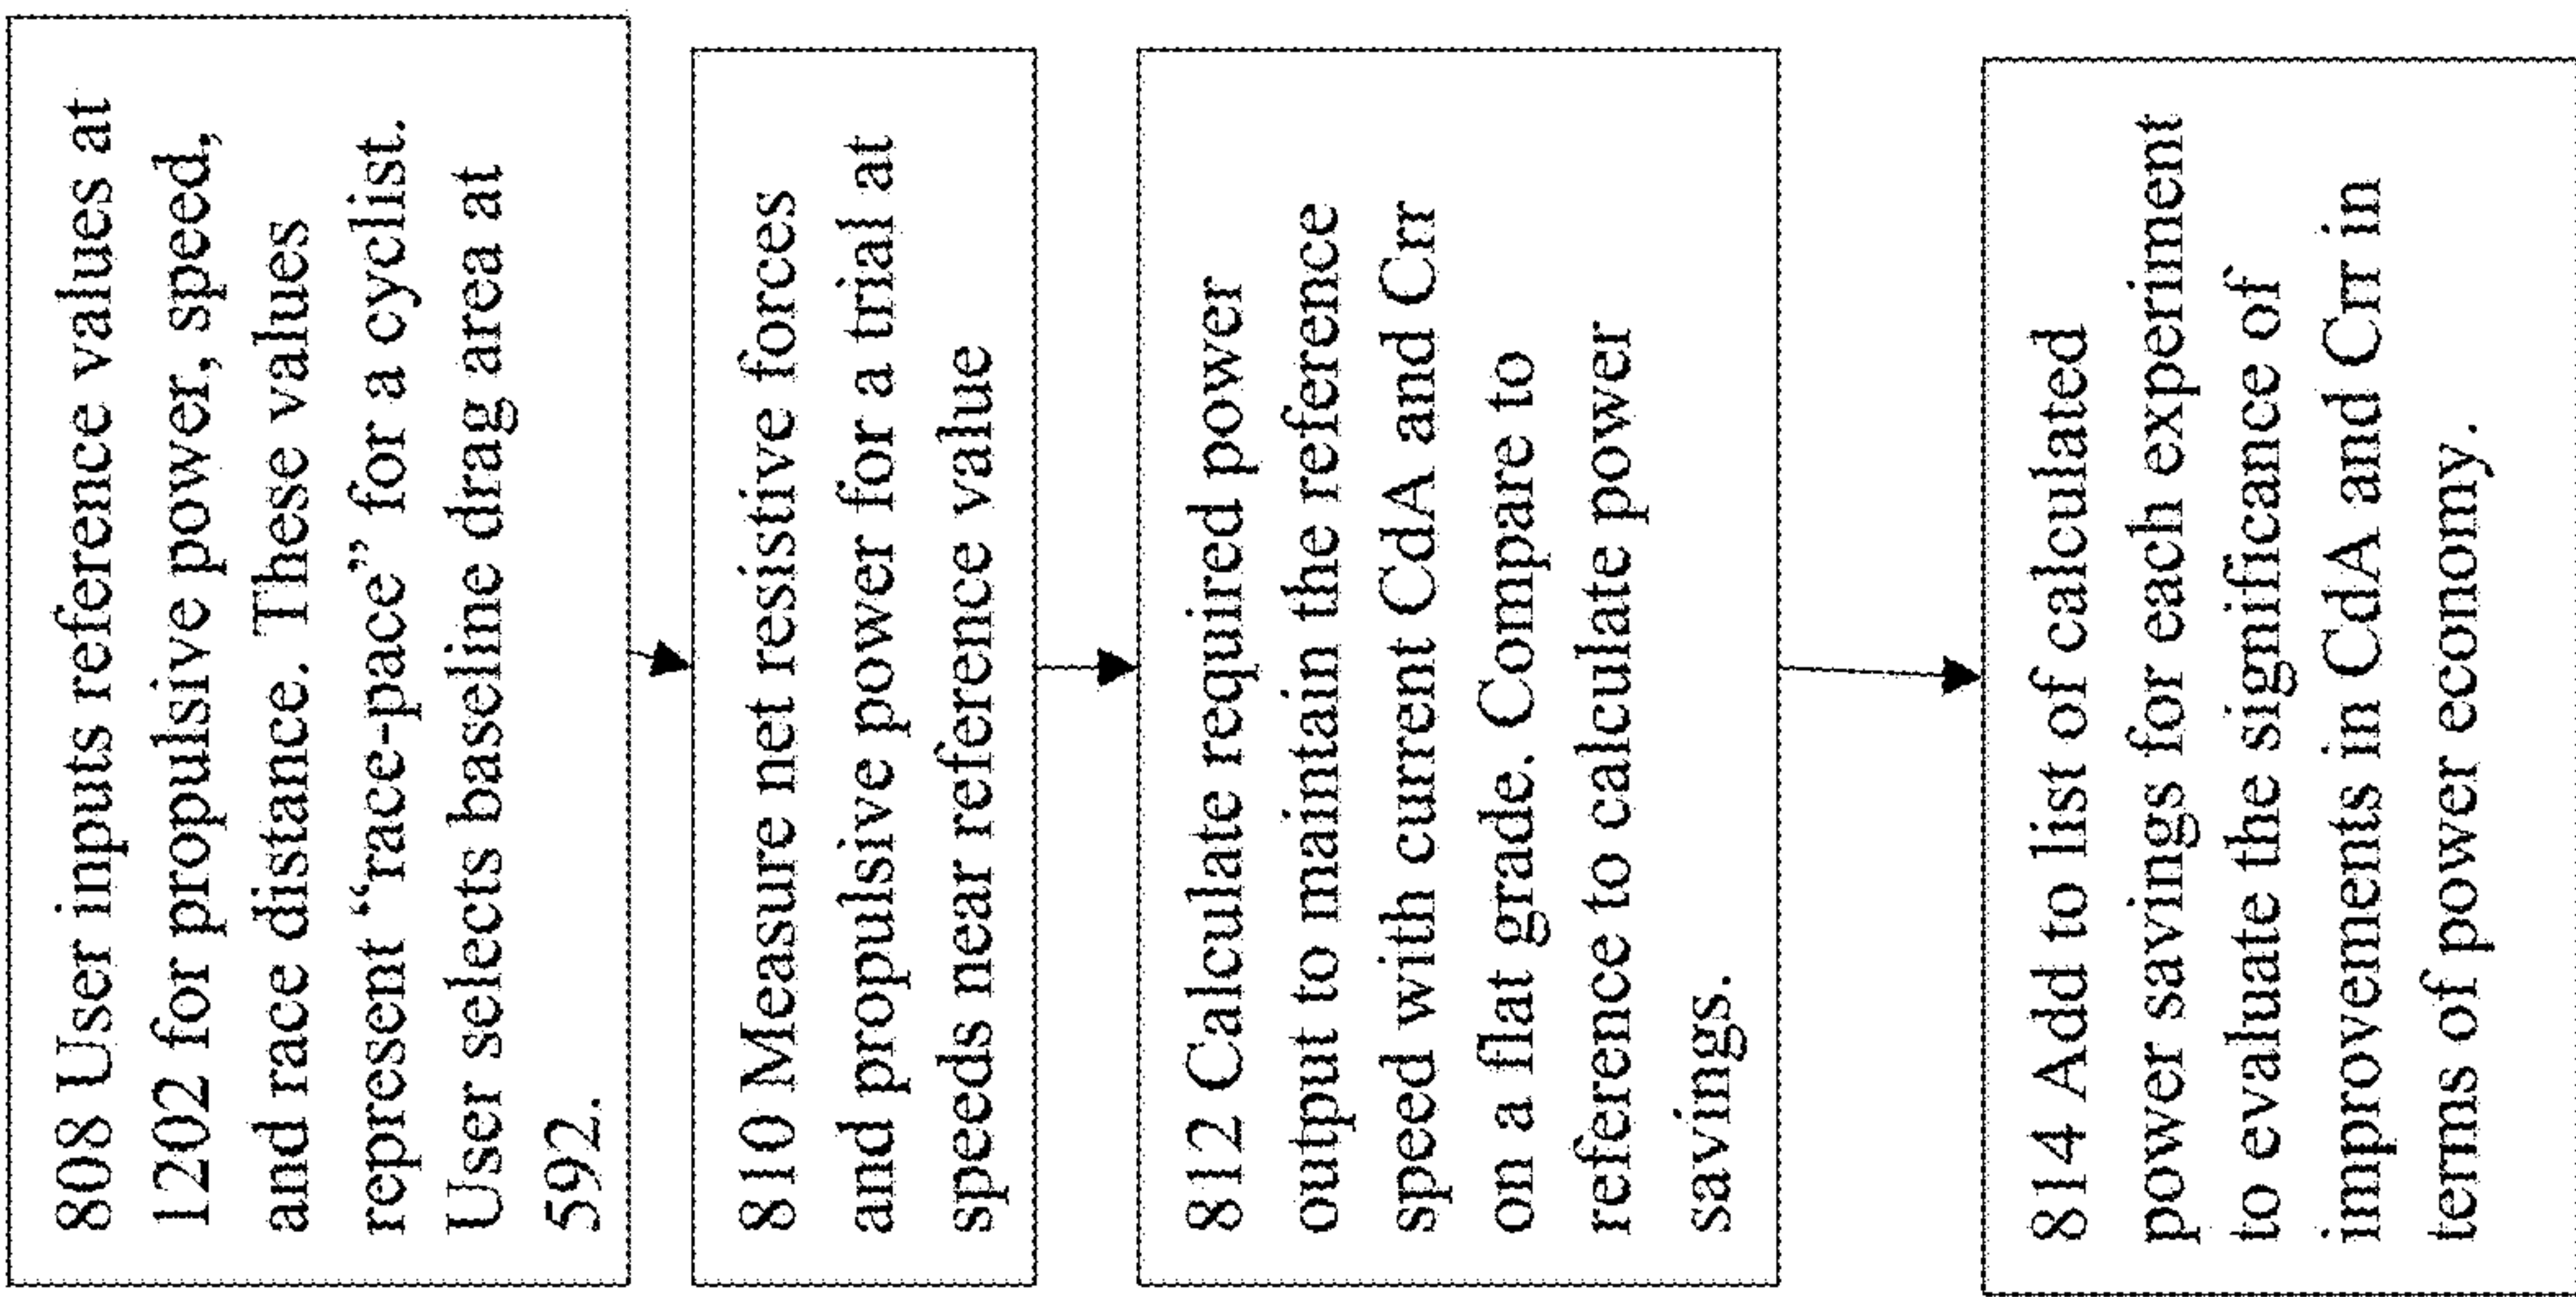 808 User inputs reference values at
1202 for propulsive power, speed,
and race distance. These values
represent “race-pace” for a cyclist.
User selects baseline drag area at
592.
810 Measure net resistive forces
and propulsive power for a trial at
speeds near reference value
812 Calculate required power
output to maintain the reference
speed with current CdA and Crr
on a flat grade. Compare to
reference to calculate power
savings.
814 Add to list of calculated
power savings for each experiment
to evaluate the significance of
improvements in CdA and Crr in
terms of power economy.